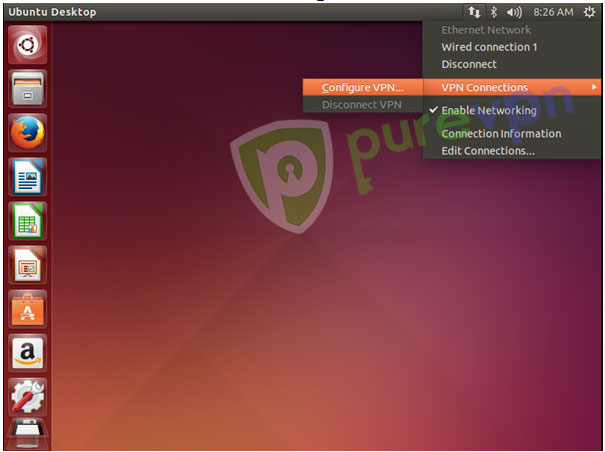 Ubuntu Desktop
8:26 AM
Ethernet Network
Wired connection 1
Disconnect
VPN Connections
Configure VPN...
Disconnect VPN
Enable Networking
Connection Information
Edit Connections...
purevpn
a